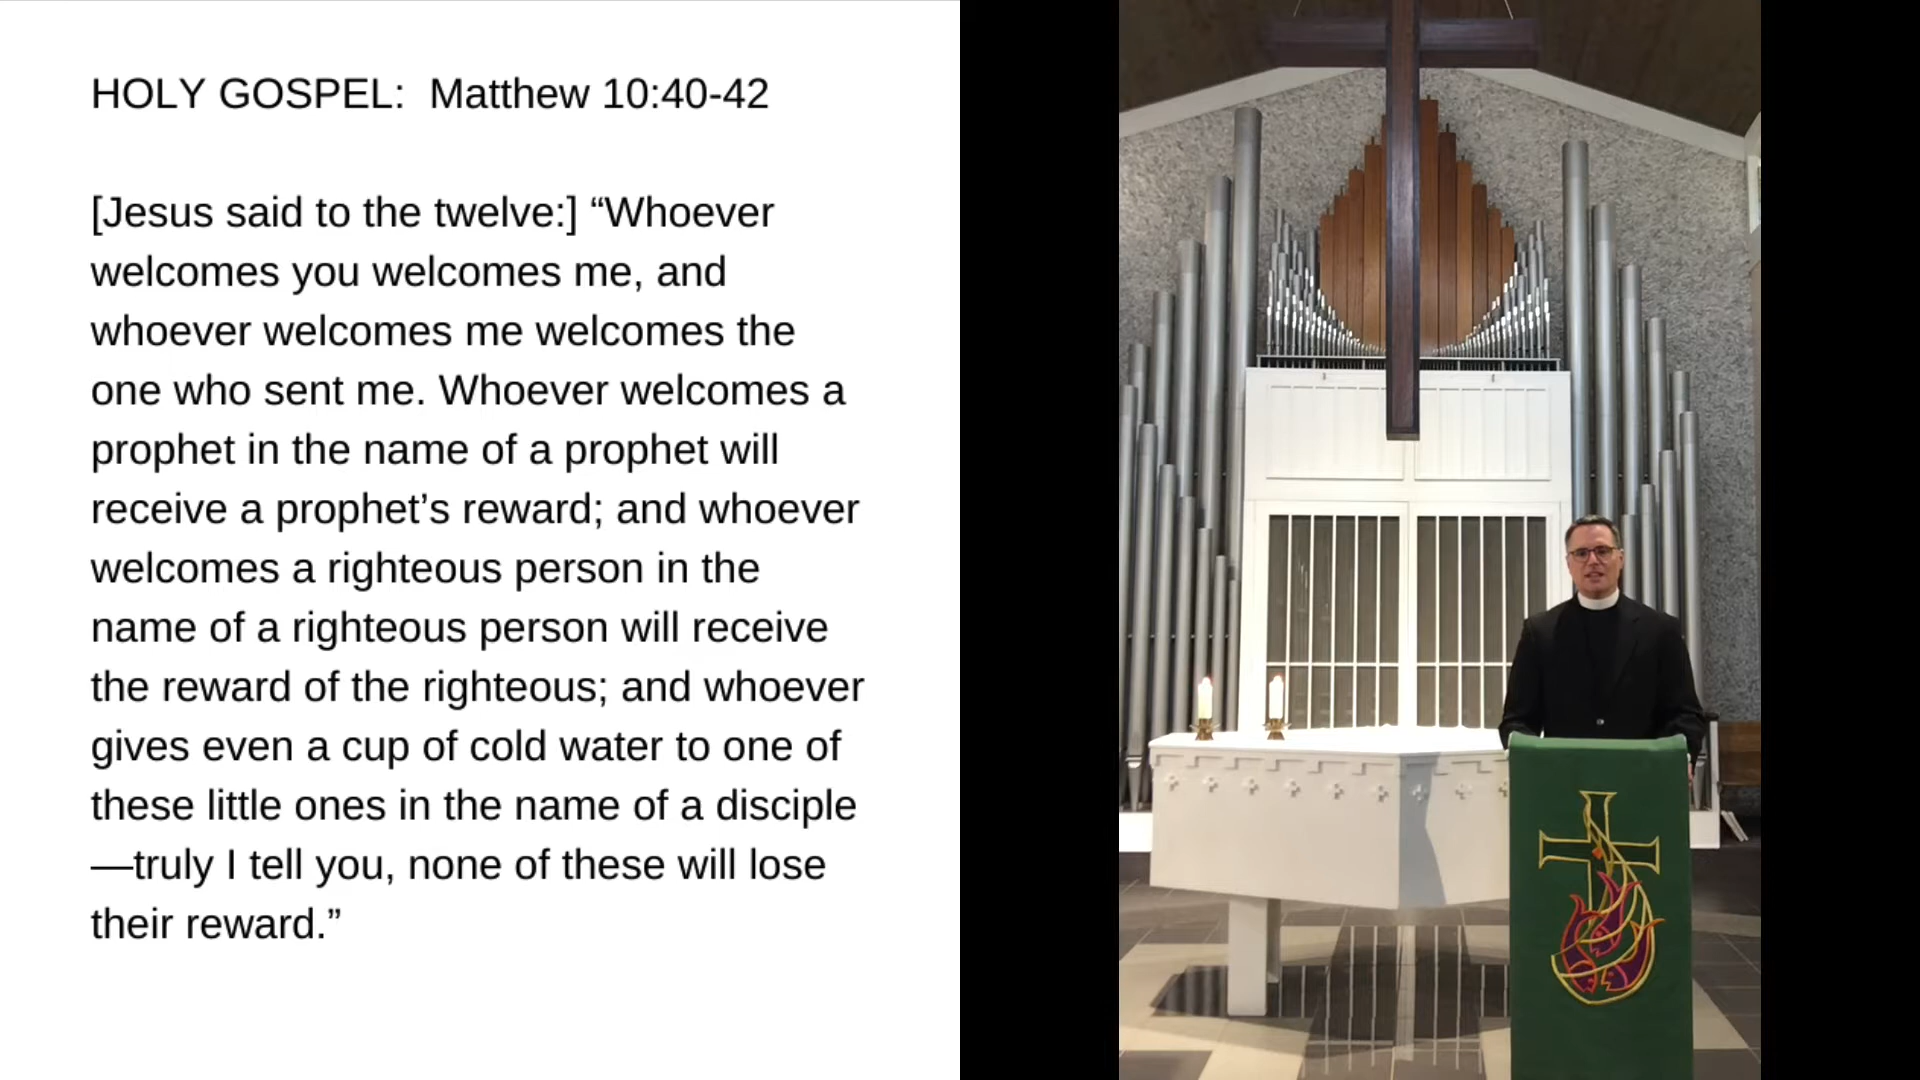 HOLY GOSPEL:  Matthew 10:40-42
[Jesus said to the twelve:] “Whoever
welcomes you welcomes me, and
whoever welcomes me welcomes the
one who sent me. Whoever welcomes a
prophet in the name of a prophet will
receive a prophet’s reward; and whoever
welcomes a righteous person in the
name of a righteous person will receive
the reward of the righteous; and whoever
gives even a cup of cold water to one of
these little ones in the name of a disciple
—truly I tell you, none of these will lose
their reward.”